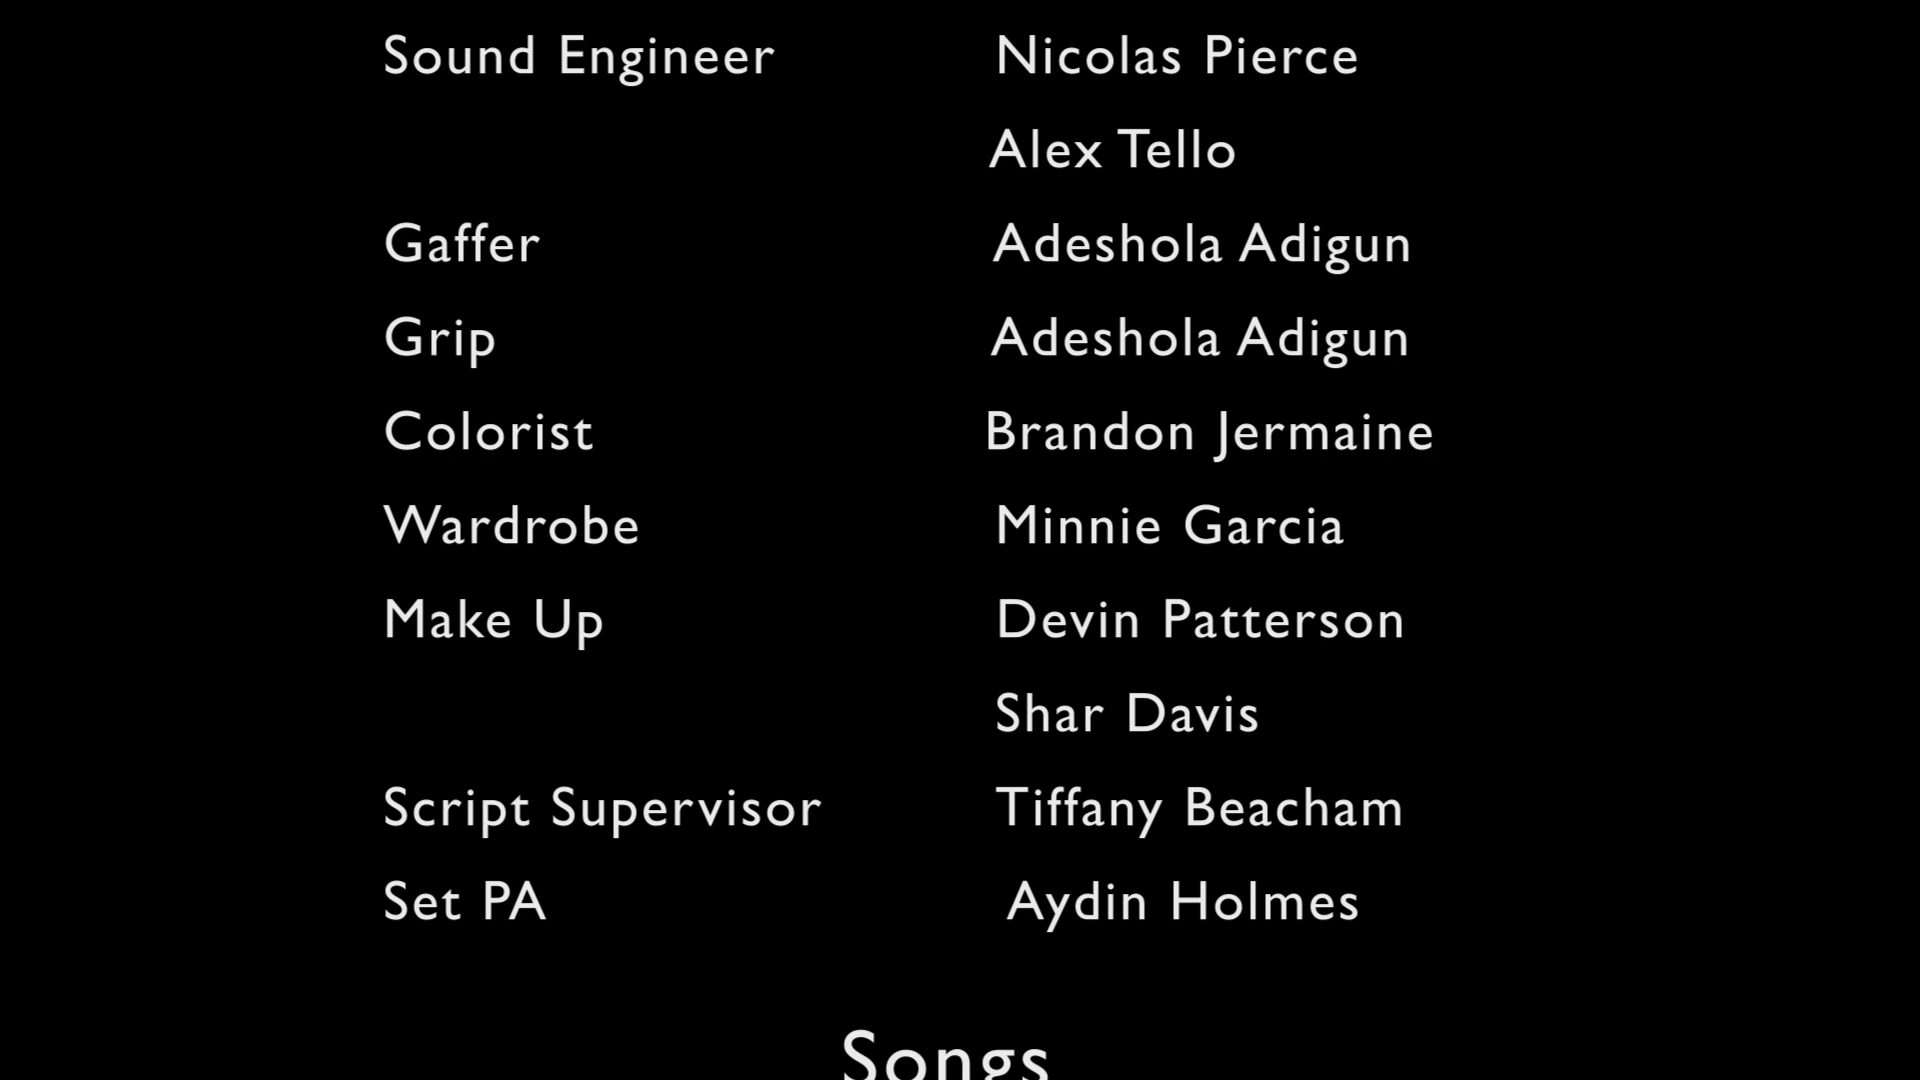 Sound Engineer Nicolas Pierce
Alex Tello
Gaffer Adeshola Adigun
Grip Adeshola Adigun
Colorist Brandon Jermaine
Wardrobe Minnie Garcia
Make Up Devin Patterson
Shar Davis
Script Supervisor Tiffany Beacham
Set PA Aydin Holmes
Songs